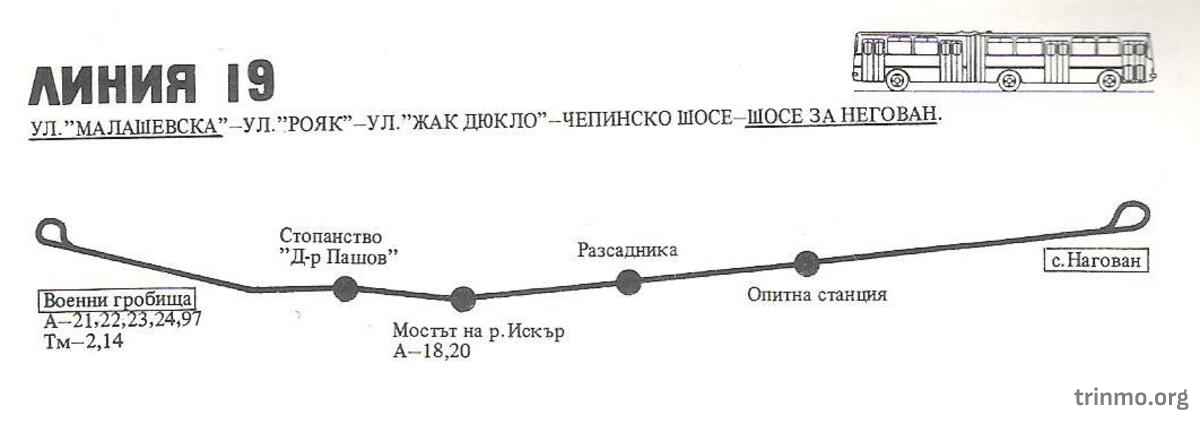 ЛИНИЯ 19
УЛ."МАЛАШЕВСКА"–УЛ."РОЯК"–УЛ."ЖАК ДЮКЛО"–ЧЕПИНСКО ШОСЕ–ШОСЕ ЗА НЕГОВАН.
Стопанство
"Д-р Пашов"
Разсадника
с.Нагован
Военни гробища
А–21,22,23,24,97
Тм–2,14
Опитна станция
Мостът на р.Искър
А–18,20
trinmo.org